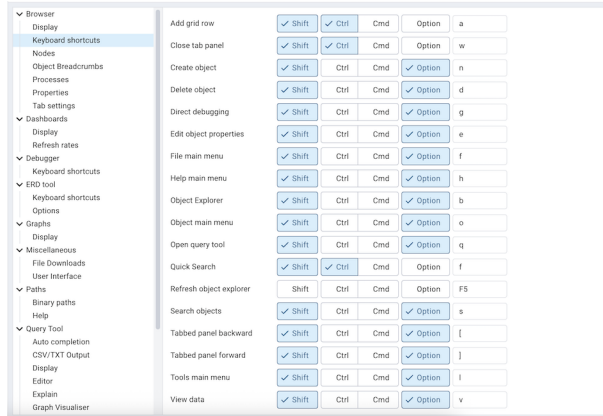 Browser
Display
Keyboard shortcuts
Nodes
Object Breadcrumbs
Processes
Properties
Tab settings
Dashboards
Display
Refresh rates
Debugger
Keyboard shortcuts
ERD tool
Keyboard shortcuts
Options
Graphs
Display
Miscellaneous
File Downloads
User Interface
Paths
Binary paths
Help
Query Tool
Auto completion
CSV/TXT Output
Display
Editor
Explain
Graph Visualiser
Add grid row Shift Ctrl Cmd Option a
Close tab panel Shift Ctrl Cmd Option w
Create object Shift Ctrl Cmd Option n
Delete object Shift Ctrl Cmd Option d
Direct debugging Shift Ctrl Cmd Option g
Edit object properties Shift Ctrl Cmd Option e
File main menu Shift Ctrl Cmd Option f
Help main menu Shift Ctrl Cmd Option h
Object Explorer Shift Ctrl Cmd Option b
Object main menu Shift Ctrl Cmd Option o
Open query tool Shift Ctrl Cmd Option q
Quick Search Shift Ctrl Cmd Option f
Refresh object explorer Shift Ctrl Cmd Option F5
Search objects Shift Ctrl Cmd Option s
Tabbed panel backward Shift Ctrl Cmd Option [
Tabbed panel forward Shift Ctrl Cmd Option ]
Tools main menu Shift Ctrl Cmd Option l
View data Shift Ctrl Cmd Option v